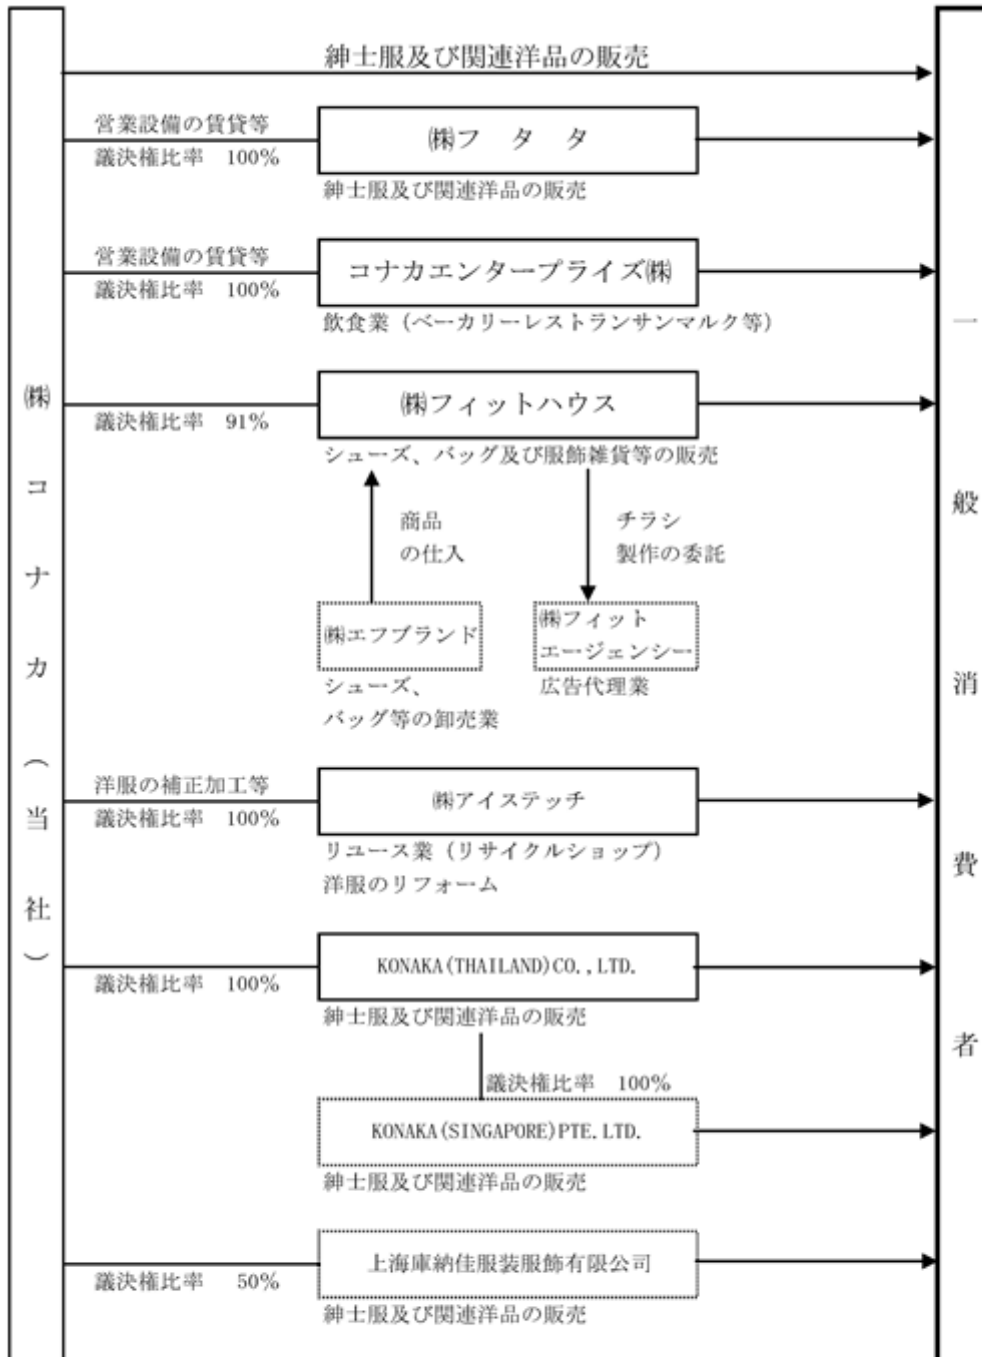 ㈱コナカ(当社)
紳士服及び関連洋品の販売
営業設備の賃貸等
議決権比率 100%
㈱フタタ
紳士服及び関連洋品の販売
営業設備の賃貸等
議決権比率 100%
コナカエンタープライズ㈱
飲食業(ベーカリーレストランサンマルク等)
議決権比率 91%
㈱フィットハウス
シューズ、バッグ及び服飾雑貨等の販売
商品
の仕入
チラシ
製作の委託
㈱エフブランド
シューズ、
バッグ等の卸売業
㈱フィット
エージェンシー
広告代理業
洋服の補正加工等
議決権比率 100%
㈱アイステッチ
リユース業(リサイクルショップ)
洋服のリフォーム
議決権比率 100%
KONAKA(THAILAND)CO.,LTD.
紳士服及び関連洋品の販売
議決権比率 100%
KONAKA(SINGAPORE)PTE.LTD.
紳士服及び関連洋品の販売
議決権比率 50%
上海庫納佳服装服飾有限公司
紳士服及び関連洋品の販売
一般消費者